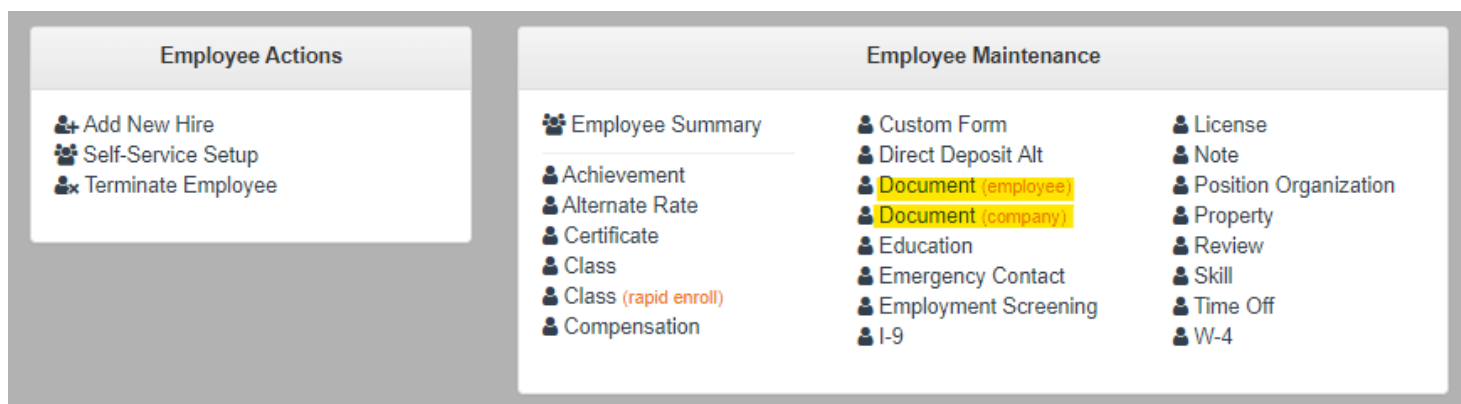 Employee Actions
Add New Hire
Self-Service Setup
Terminate Employee
Employee Maintenance
Employee Summary
Achievement
Alternate Rate
Certificate
Class
Class (rapid enroll)
Compensation
Custom Form
Direct Deposit Alt
Document (employee)
Document (company)
Education
Emergency Contact
Employment Screening
I-9
License
Note
Position Organization
Property
Review
Skill
Time Off
W-4